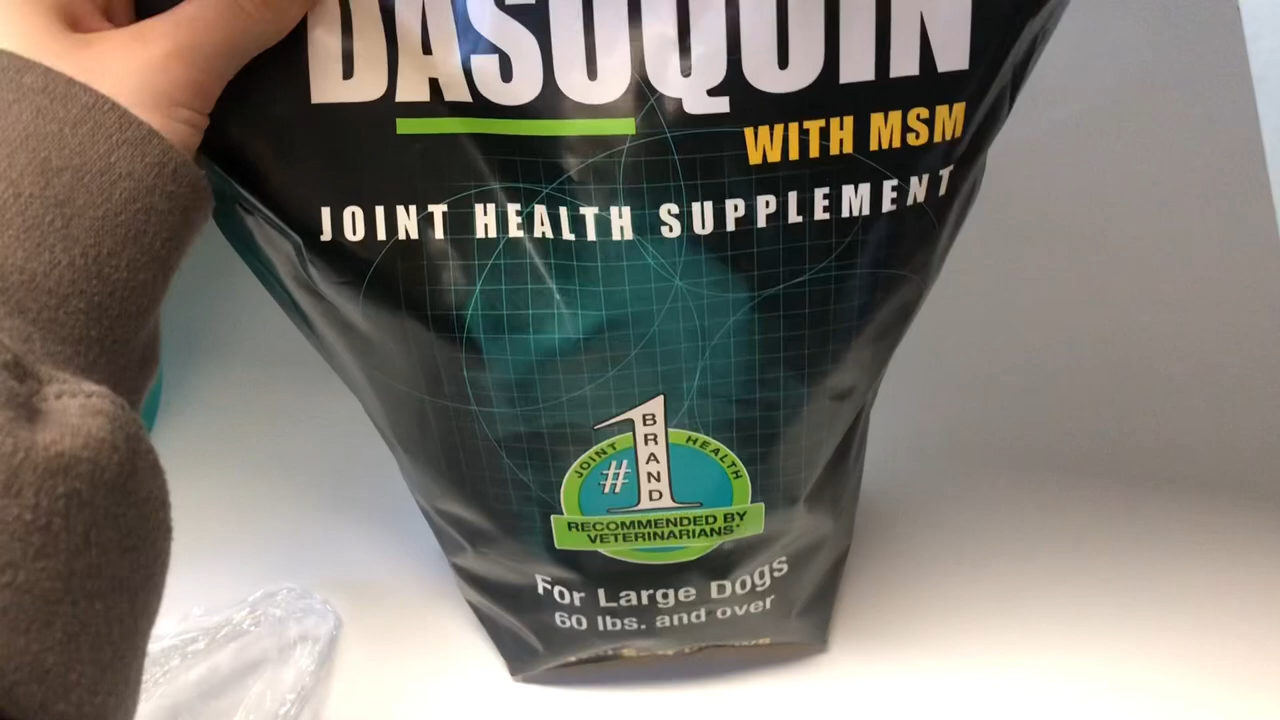 DASUQUIN
WITH MSM
JOINT HEALTH SUPPLEMENT
JOINT HEALTH
#1
BRAND
RECOMMENDED BY
VETERINARIANS*
For Large Dogs
60 lbs. and over